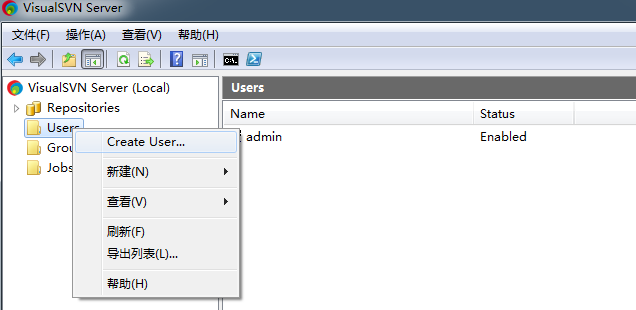 VisualSVN Server
文件(F) 操作(A) 查看(V) 帮助(H)
VisualSVN Server (Local)
Repositories
Users
Grou
Jobs
Create User...
新建(N)
查看(V)
刷新(F)
导出列表(L)...
帮助(H)
Users
Name Status
admin Enabled